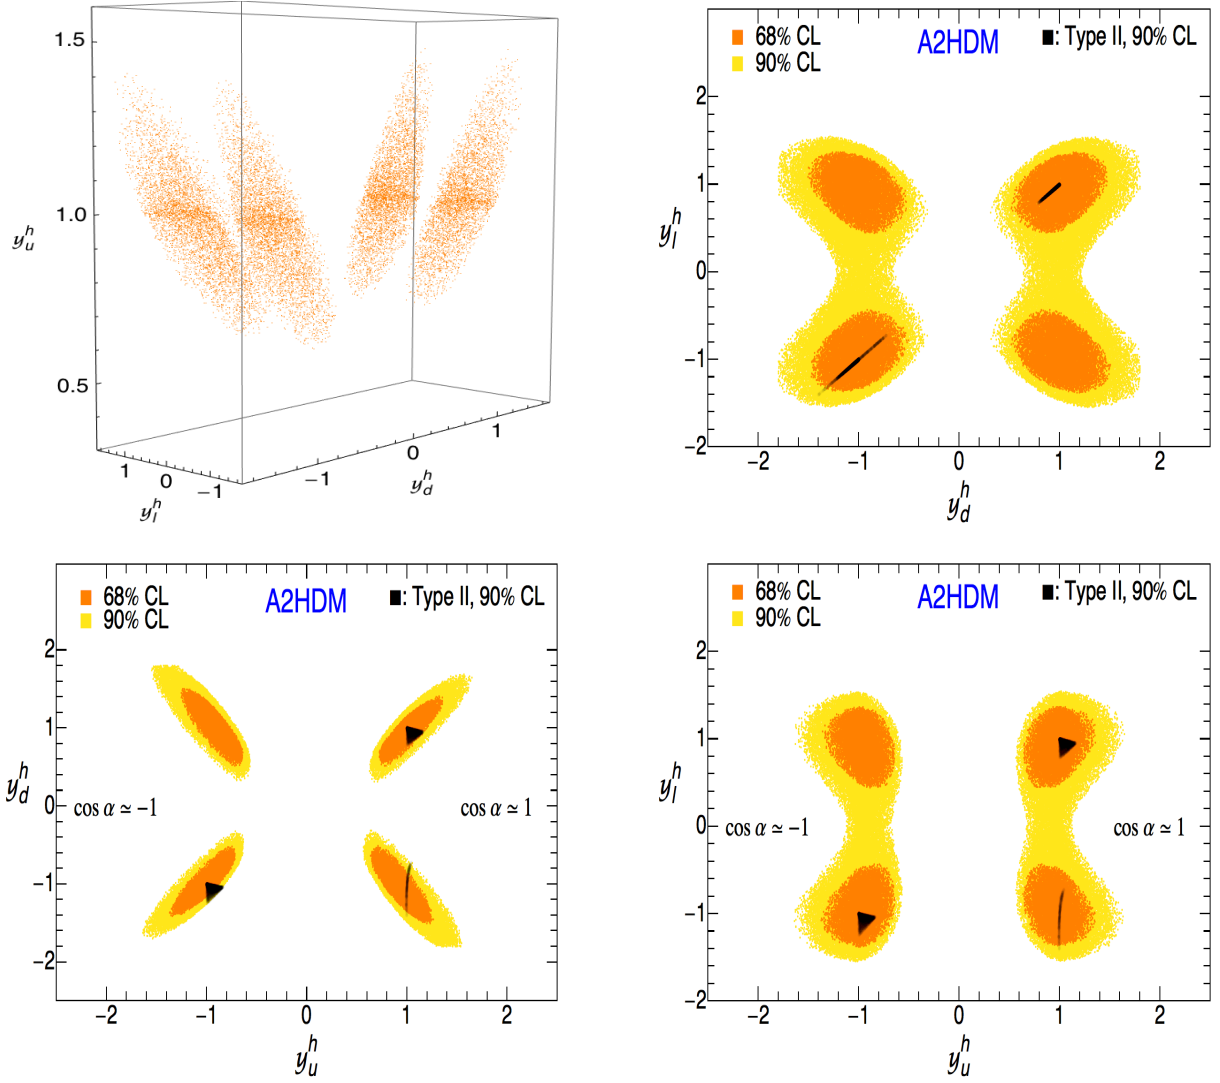 1.5
1.0
y_u^h
0.5
1
0
−1
y_l^h
−1
0
1
y_d^h
68% CL
90% CL
A2HDM
■: Type II, 90% CL
2
1
0
−1
−2
y_l^h
−2
−1
0
1
2
y_d^h
68% CL
90% CL
A2HDM
■: Type II, 90% CL
2
1
0
−1
−2
y_d^h
cos α ≃ −1
cos α ≃ 1
−2
−1
0
1
2
y_u^h
68% CL
90% CL
A2HDM
■: Type II, 90% CL
2
1
0
−1
−2
y_l^h
cos α ≃ −1
cos α ≃ 1
−2
−1
0
1
2
y_u^h